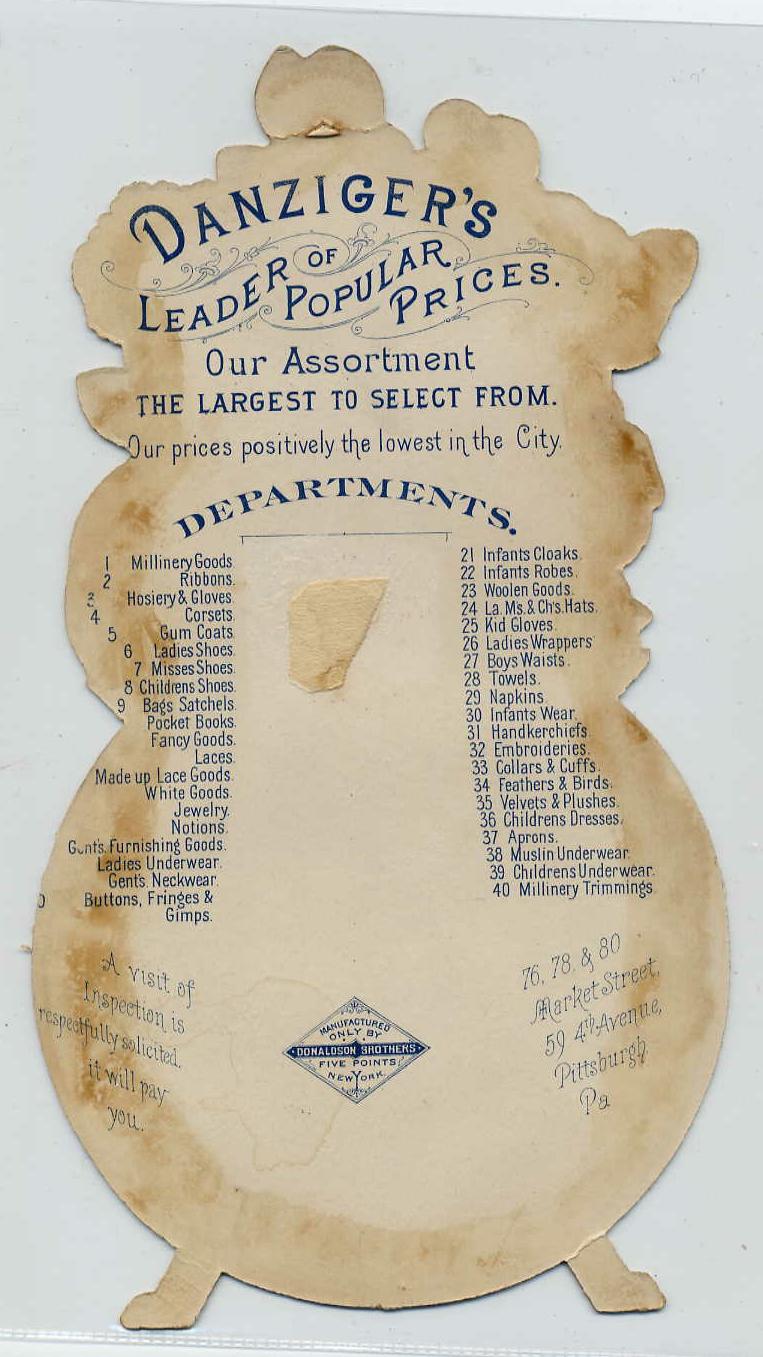 DANZIGER'S
LEADER OF POPULAR PRICES.
Our Assortment
THE LARGEST TO SELECT FROM.
Our prices positively the lowest in the City.
DEPARTMENTS.
1 Millinery Goods.
2 Ribbons.
3 Hosiery & Gloves.
4 Corsets.
5 Gum Coats
6 Ladies Shoes.
7 Misses Shoes.
8 Childrens Shoes.
9 Bags Satchels.
Pocket Books.
Fancy Goods.
Laces.
Made up Lace Goods.
White Goods.
Jewelry.
Notions.
Gent's. Furnishing Goods.
Ladies Underwear.
Gent's. Neckwear.
0 Buttons, Fringes &
Gimps.
21 Infants Cloaks.
22 Infants Robes.
23 Woolen Goods.
24 La. Ms. & Ch's. Hats.
25 Kid Gloves.
26 Ladies Wrappers
27 Boys Waists.
28 Towels.
29 Napkins.
30 Infants Wear.
31 Handkerchiefs.
32 Embroideries.
33 Collars & Cuffs.
34 Feathers & Birds.
35 Velvets & Plushes.
36 Childrens Dresses.
37 Aprons.
38 Muslin Underwear.
39 Childrens Underwear.
40 Millinery Trimmings.
A visit of
Inspection is
respectfully solicited.
it will pay
you.
MANUFACTURED
ONLY BY
DONALDSON BROTHERS
FIVE POINTS
NEW YORK.
76, 78, & 80
Market Street,
59 4th Avenue,
Pittsburgh
Pa